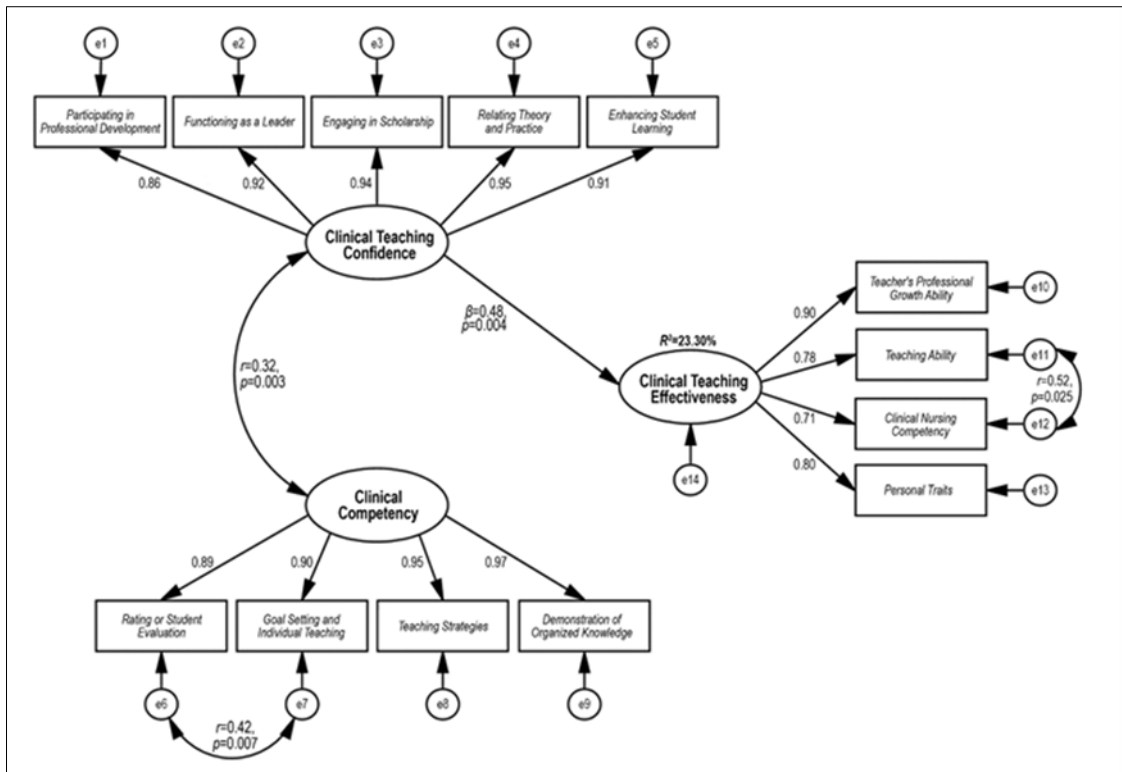 e1
e2
e3
e4
e5
Participating in
Professional Development
Functioning as a Leader
Engaging in Scholarship
Relating Theory
and Practice
Enhancing Student
Learning
0.86
0.92
0.94
0.95
0.91
Clinical Teaching
Confidence
β=0.48,
p=0.004
r=0.32,
p=0.003
R²=23.30%
Clinical Teaching
Effectiveness
e14
0.90
0.78
0.71
0.80
Teacher's Professional
Growth Ability
e10
Teaching Ability
e11
r=0.52,
p=0.025
Clinical Nursing
Competency
e12
Personal Traits
e13
Clinical
Competency
0.89
0.90
0.95
0.97
Rating or Student
Evaluation
Goal Setting and
Individual Teaching
Teaching Strategies
Demonstration of
Organized Knowledge
e6
e7
e8
e9
r=0.42,
p=0.007